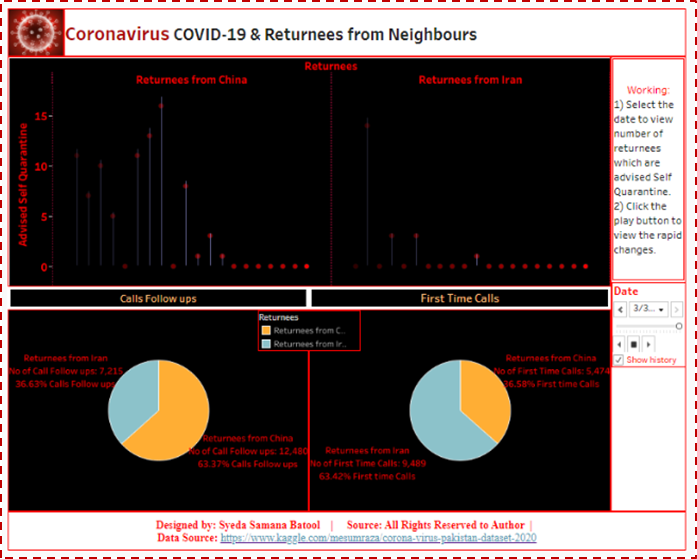 Coronavirus COVID-19 & Returnees from Neighbours
Returnees
Returnees from China
Returnees from Iran
Advised Self Quarantine
15
10
5
0
Working:
1) Select the
date to view
number of
returnees
which are
advised Self
Quarantine.
2) Click the
play button to
view the rapid
changes.
Calls Follow ups
First Time Calls
Date
3/3...
Show history
Returnees
Returnees from C..
Returnees from Ir..
Returnees from Iran
No of Call Follow ups: 7,215
36.63% Calls Follow ups
Returnees from China
No of Call Follow ups: 12,480
63.37% Calls Follow ups
Returnees from China
No of First Time Calls: 5,474
36.58% First time Calls
Returnees from Iran
No of First Time Calls: 9,489
63.42% First time Calls
Designed by: Syeda Samana Batool | Source: All Rights Reserved to Author |
Data Source: https://www.kaggle.com/mesumraza/corona-virus-pakistan-dataset-2020